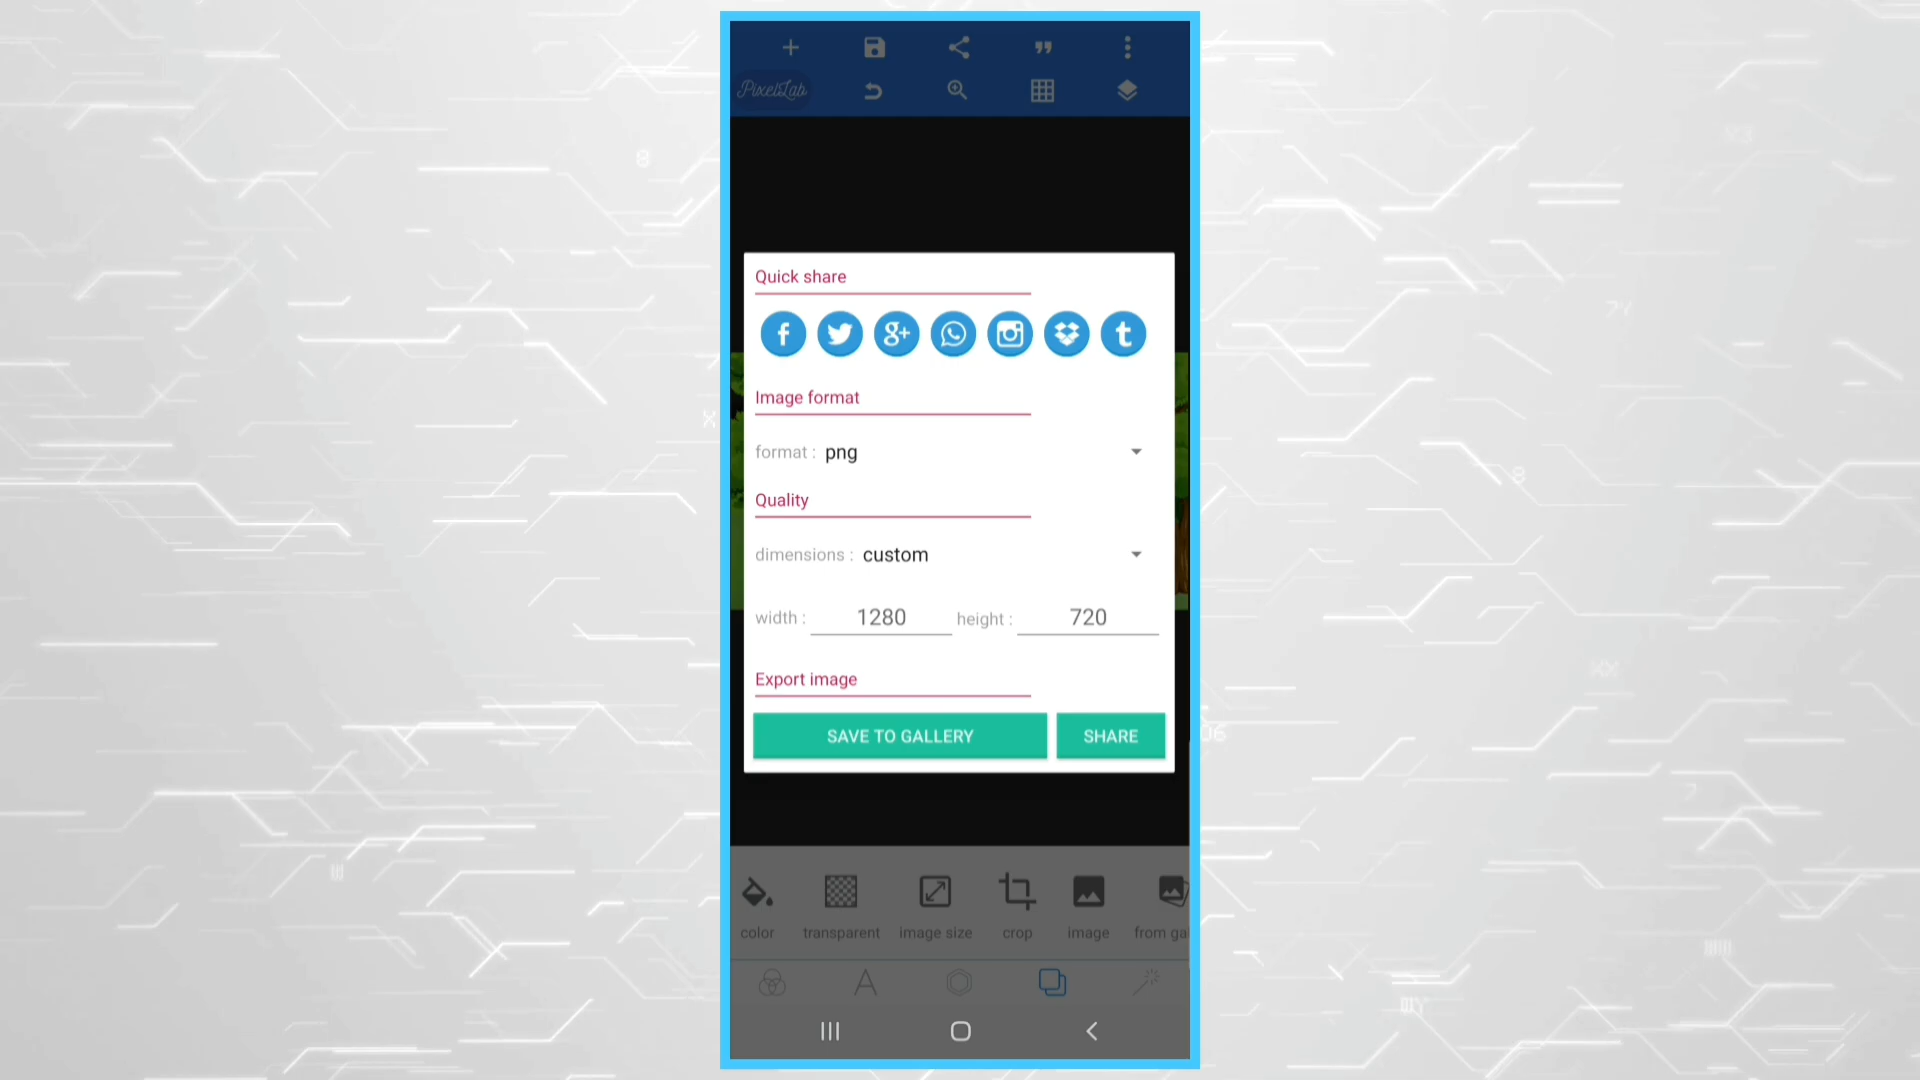 PixelLab
Quick share
Image format
format : png
Quality
dimensions : custom
width : 1280 height : 720
Export image
SAVE TO GALLERY SHARE
color transparent image size crop image from ga